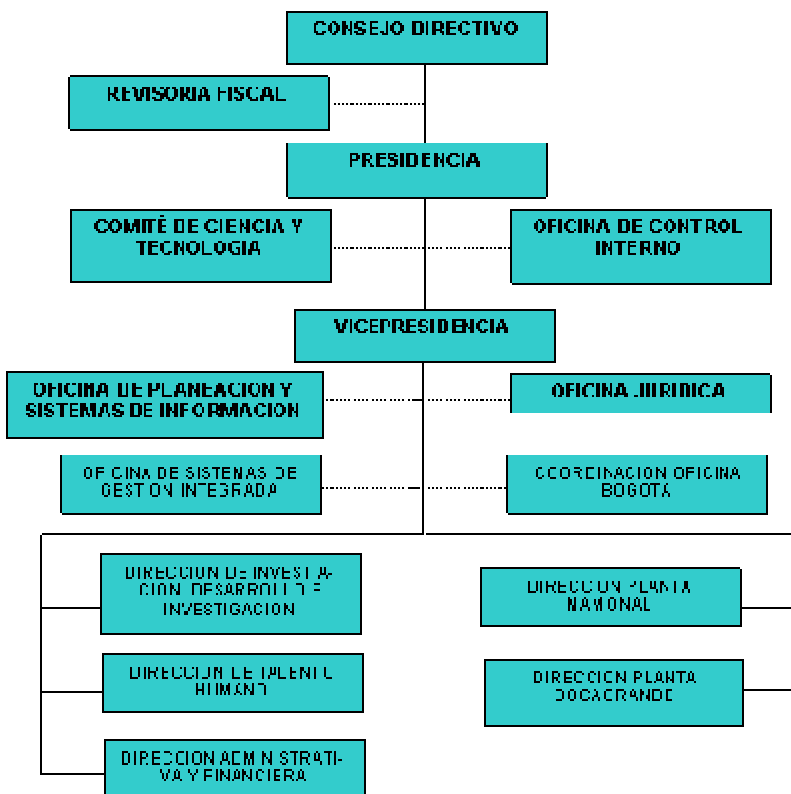 CONSEJO DIRECTIVO
REVISORIA FISCAL
PRESIDENCIA
COMITÉ DE CIENCIA Y
TECNOLOGIA
OFICINA DE CONTROL
INTERNO
VICEPRESIDENCIA
OFICINA DE PLANEACION Y
SISTEMAS DE INFORMACION
OFICINA JURIDICA
OFICINA DE SISTEMAS DE
GESTION INTEGRADA
COORDINACION OFICINA
BOGOTA
DIRECCION DE INVESTIGA-
CION, DESARROLLO E
INVESTIGACION
DIRECCION PLANTA
MAMONAL
DIRECCION DE TALENTO
HUMANO
DIRECCION PLANTA
BOCAGRANDE
DIRECCION ADMINISTRATI-
VA Y FINANCIERA